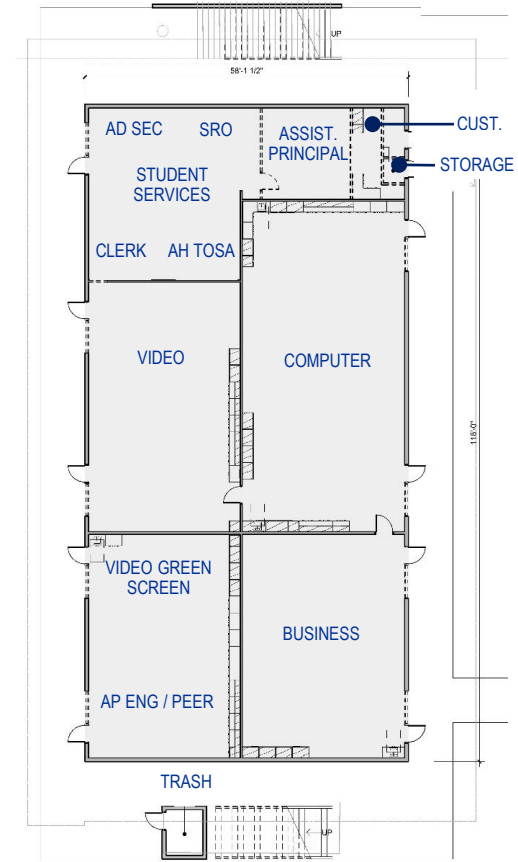 UP
58'-1 1/2"
AD SEC
SRO
ASSIST.
PRINCIPAL
CUST.
STORAGE
STUDENT
SERVICES
CLERK
AH TOSA
VIDEO
COMPUTER
118'-0"
VIDEO GREEN
SCREEN
BUSINESS
AP ENG / PEER
TRASH
UP